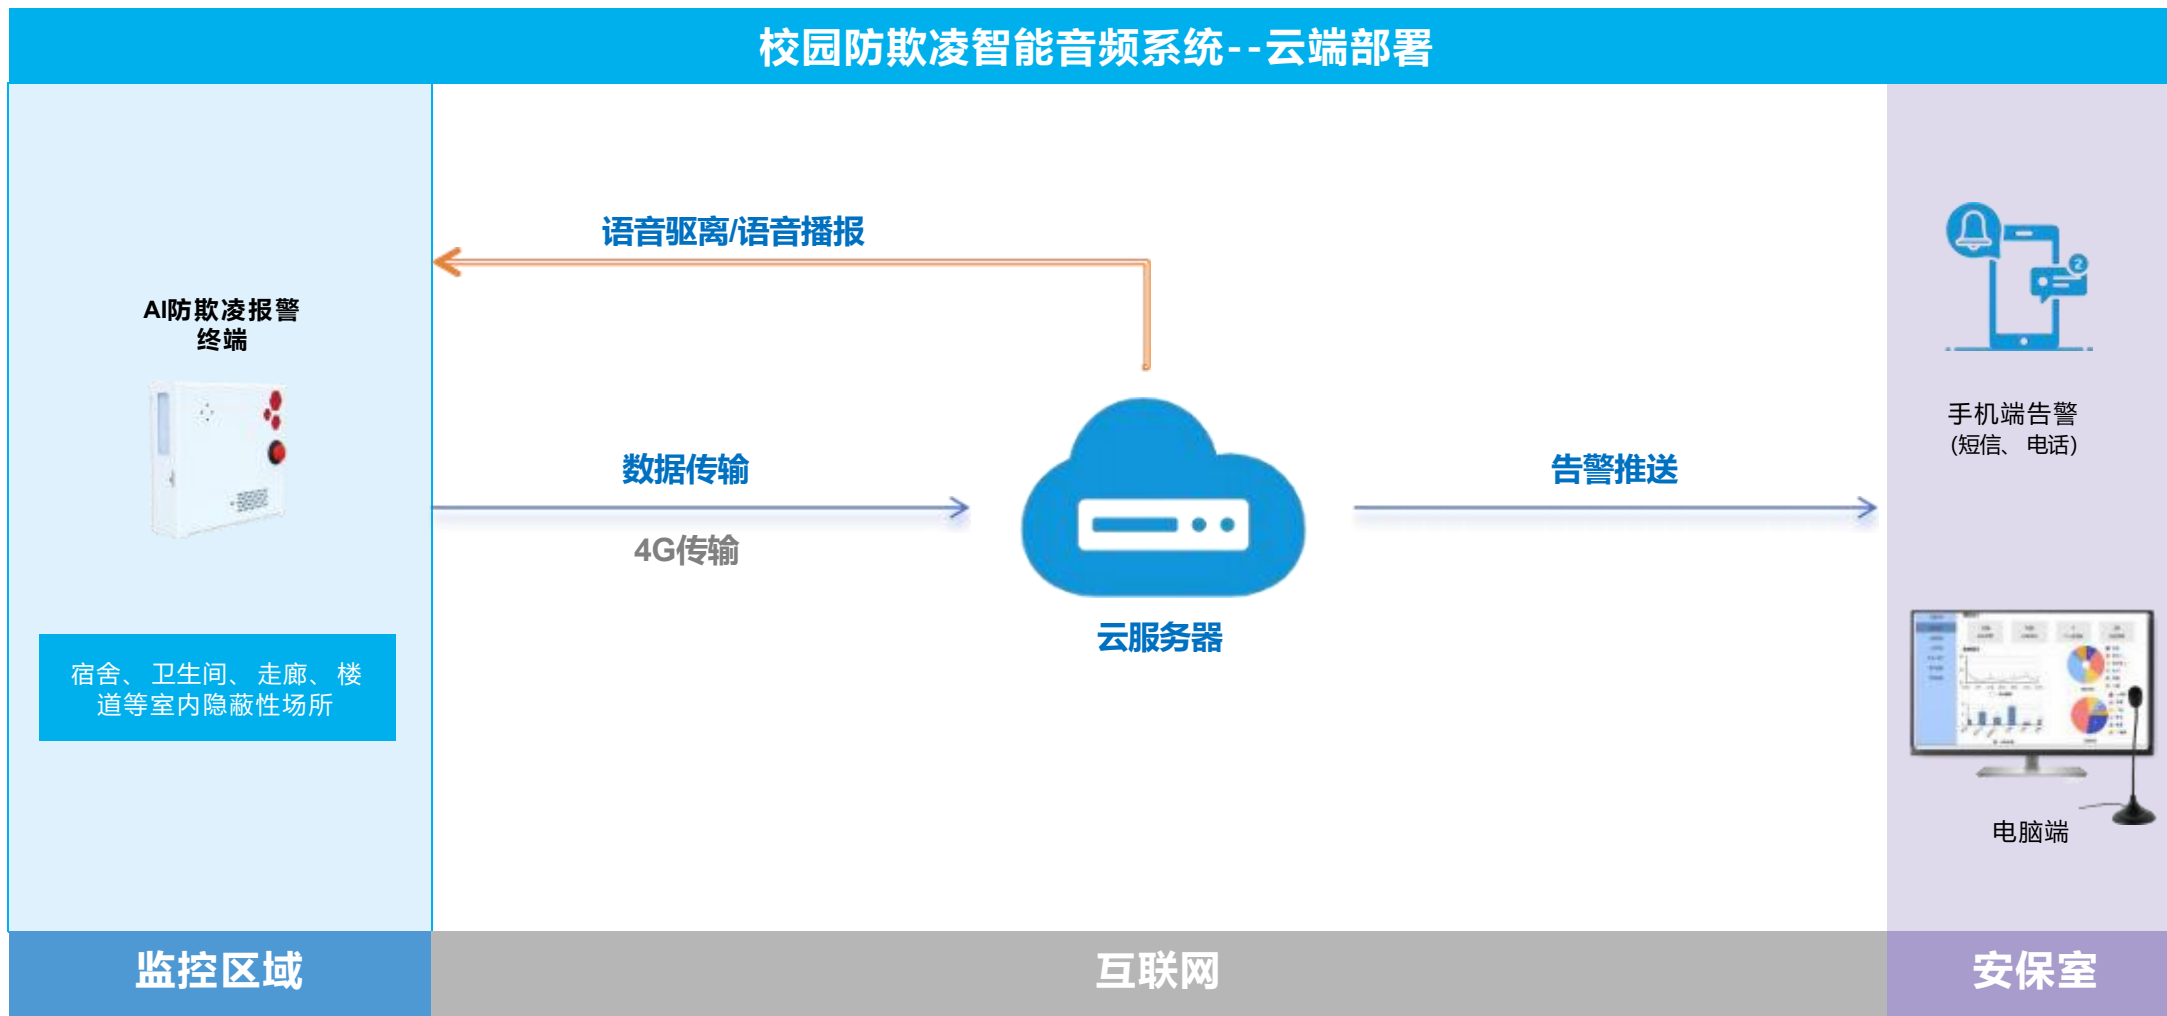 校园防欺凌智能音频系统--云端部署
语音驱离/语音播报
AI防欺凌报警
终端
数据传输
4G传输
云服务器
告警推送
2
手机端告警
(短信、 电话)
宿舍、 卫生间、 走廊、 楼
道等室内隐蔽性场所
电脑端
监控区域
互联网
安保室